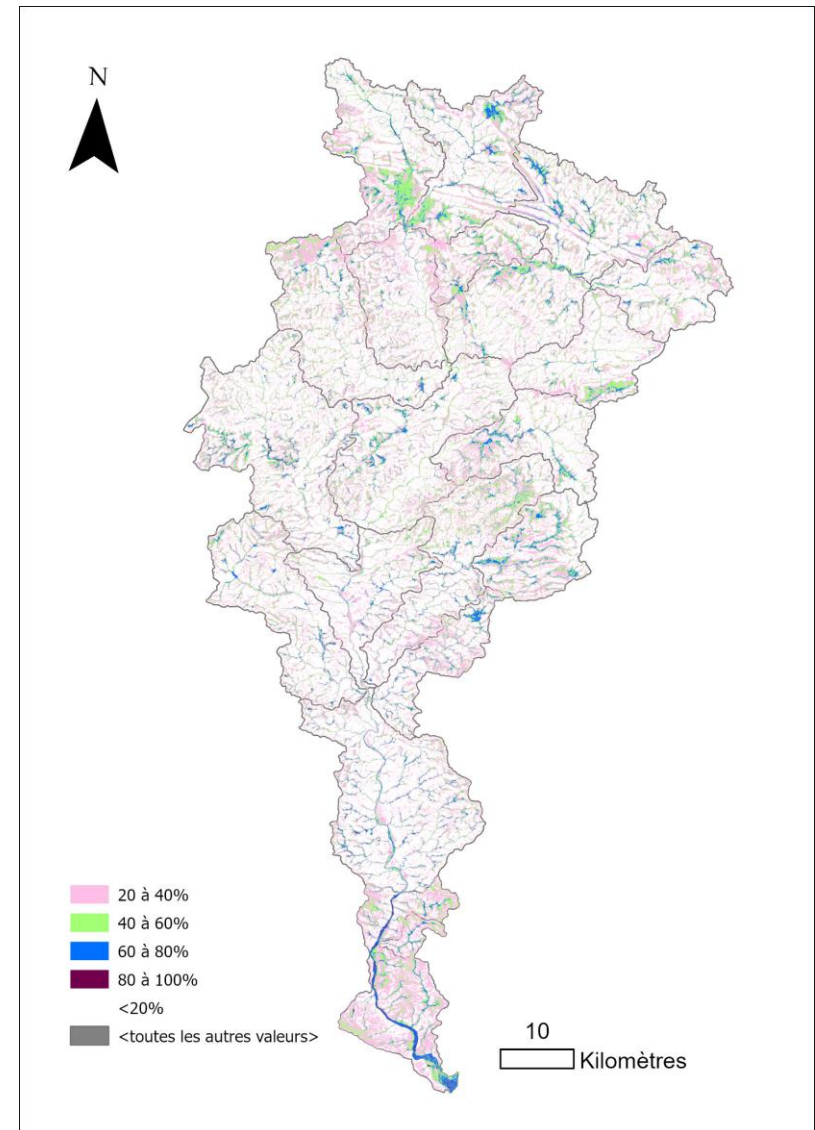 N
20 à 40%
40 à 60%
60 à 80%
80 à 100%
<20%
<toutes les autres valeurs>
10
Kilomètres